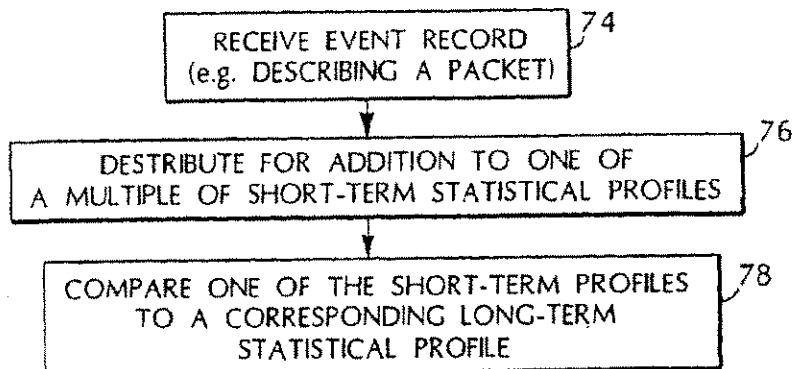 RECEIVE EVENT RECORD
(e.g. DESCRIBING A PACKET)
74
DESTRIBUTE FOR ADDITION TO ONE OF
A MULTIPLE OF SHORT-TERM STATISTICAL PROFILES
76
COMPARE ONE OF THE SHORT-TERM PROFILES
TO A CORRESPONDING LONG-TERM
STATISTICAL PROFILE
78